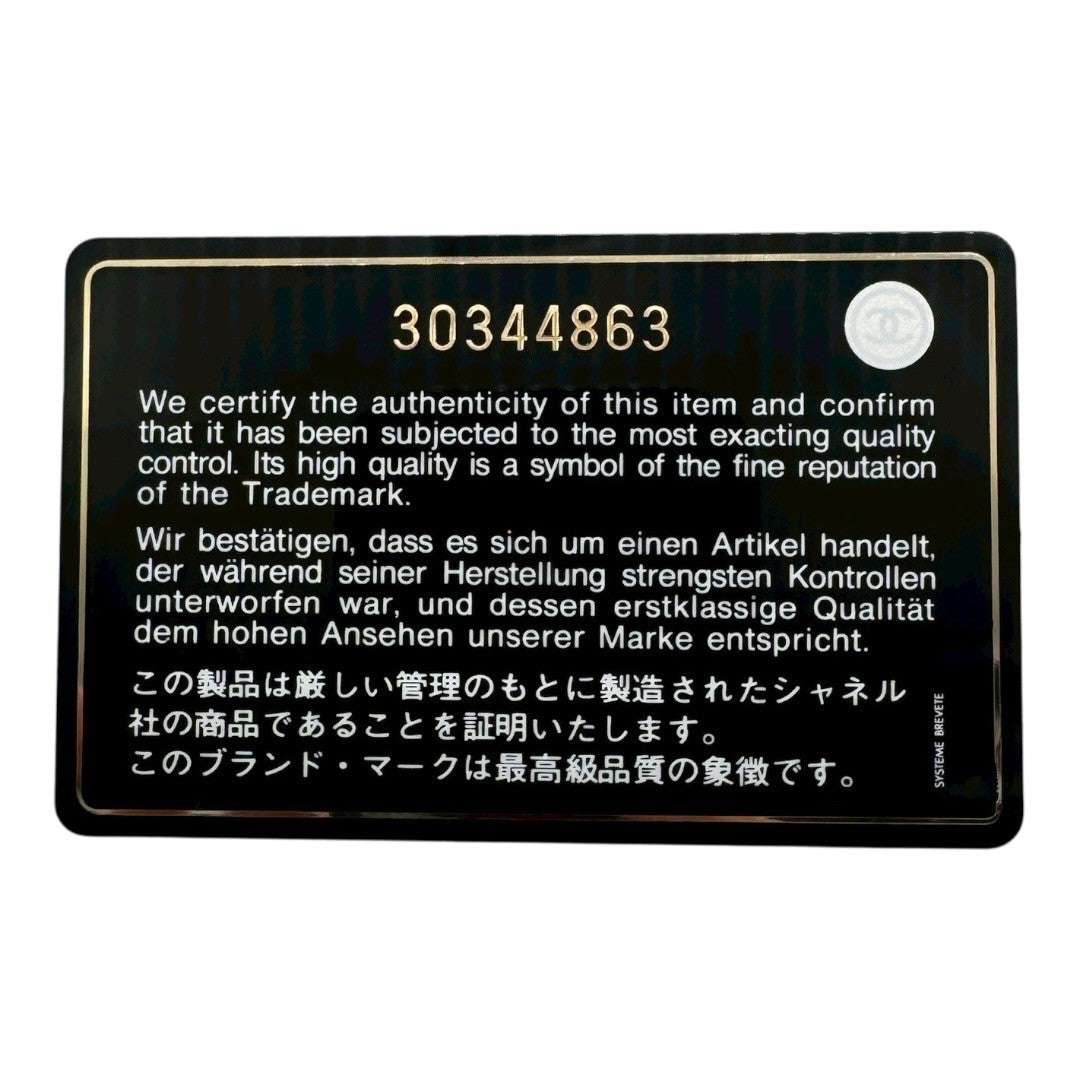 30344863
We certify the authenticity of this item and confirm
that it has been subjected to the most exacting quality
control. Its high quality is a symbol of the fine reputation
of the Trademark.
Wir bestätigen, dass es sich um einen Artikel handelt,
der während seiner Herstellung strengsten Kontrollen
unterworfen war, und dessen erstklassige Qualität
dem hohen Ansehen unserer Marke entspricht.
この製品は厳しい管理のもとに製造されたシャネル
社の商品であることを証明いたします。
このブランド・マークは最高級品質の象徴です。
SYSTEME BREVETE